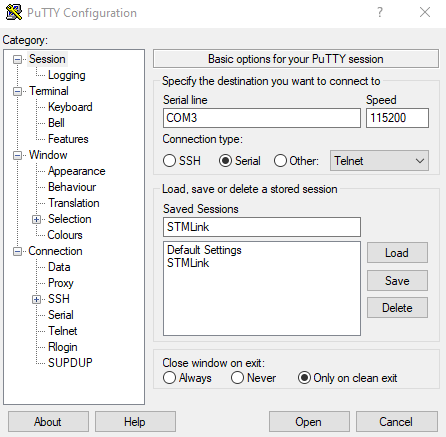 PuTTY Configuration
?
Category:
Session
Logging
Terminal
Keyboard
Bell
Features
Window
Appearance
Behaviour
Translation
Selection
Colours
Connection
Data
Proxy
SSH
Serial
Telnet
Rlogin
SUPDUP
Basic options for your PuTTY session
Specify the destination you want to connect to
Serial line Speed
COM3 115200
Connection type:
SSH Serial Other: Telnet
Load, save or delete a stored session
Saved Sessions
STMLink
Default Settings
STMLink
Load
Save
Delete
Close window on exit:
Always Never Only on clean exit
About Help Open Cancel